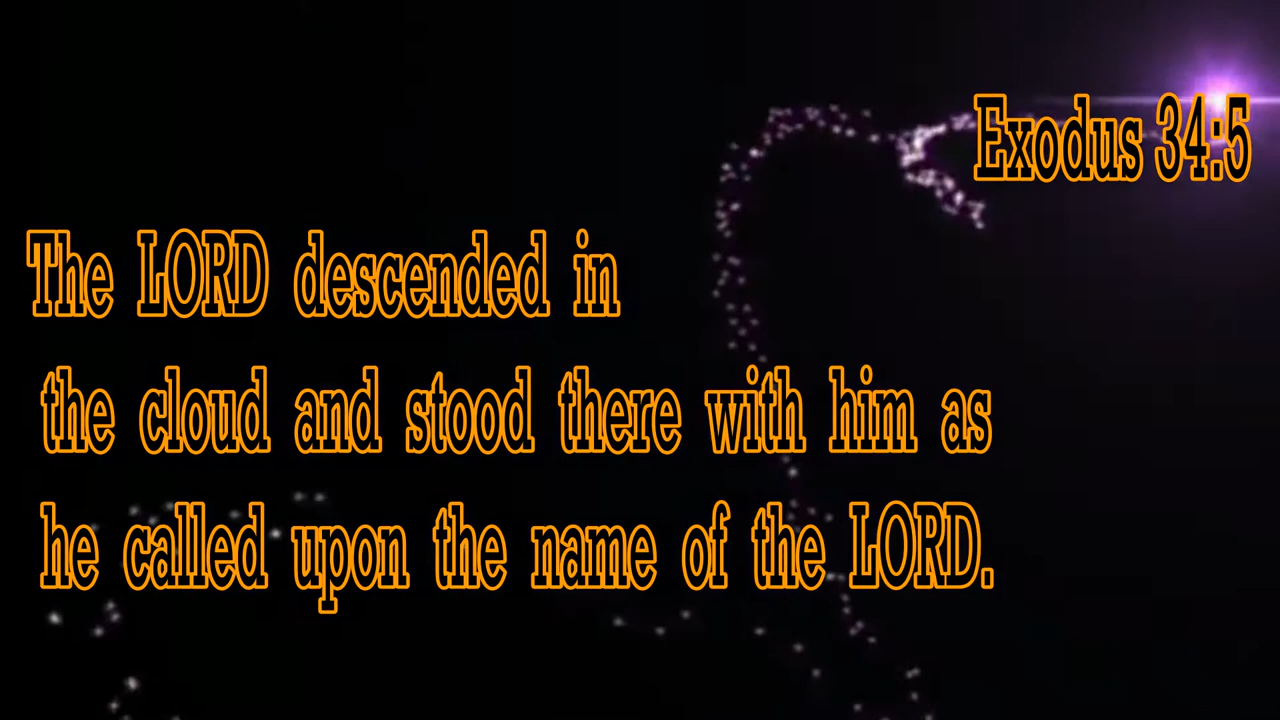 Exodus 34:5
The LORD descended in
the cloud and stood there with him as
he called upon the name of the LORD.